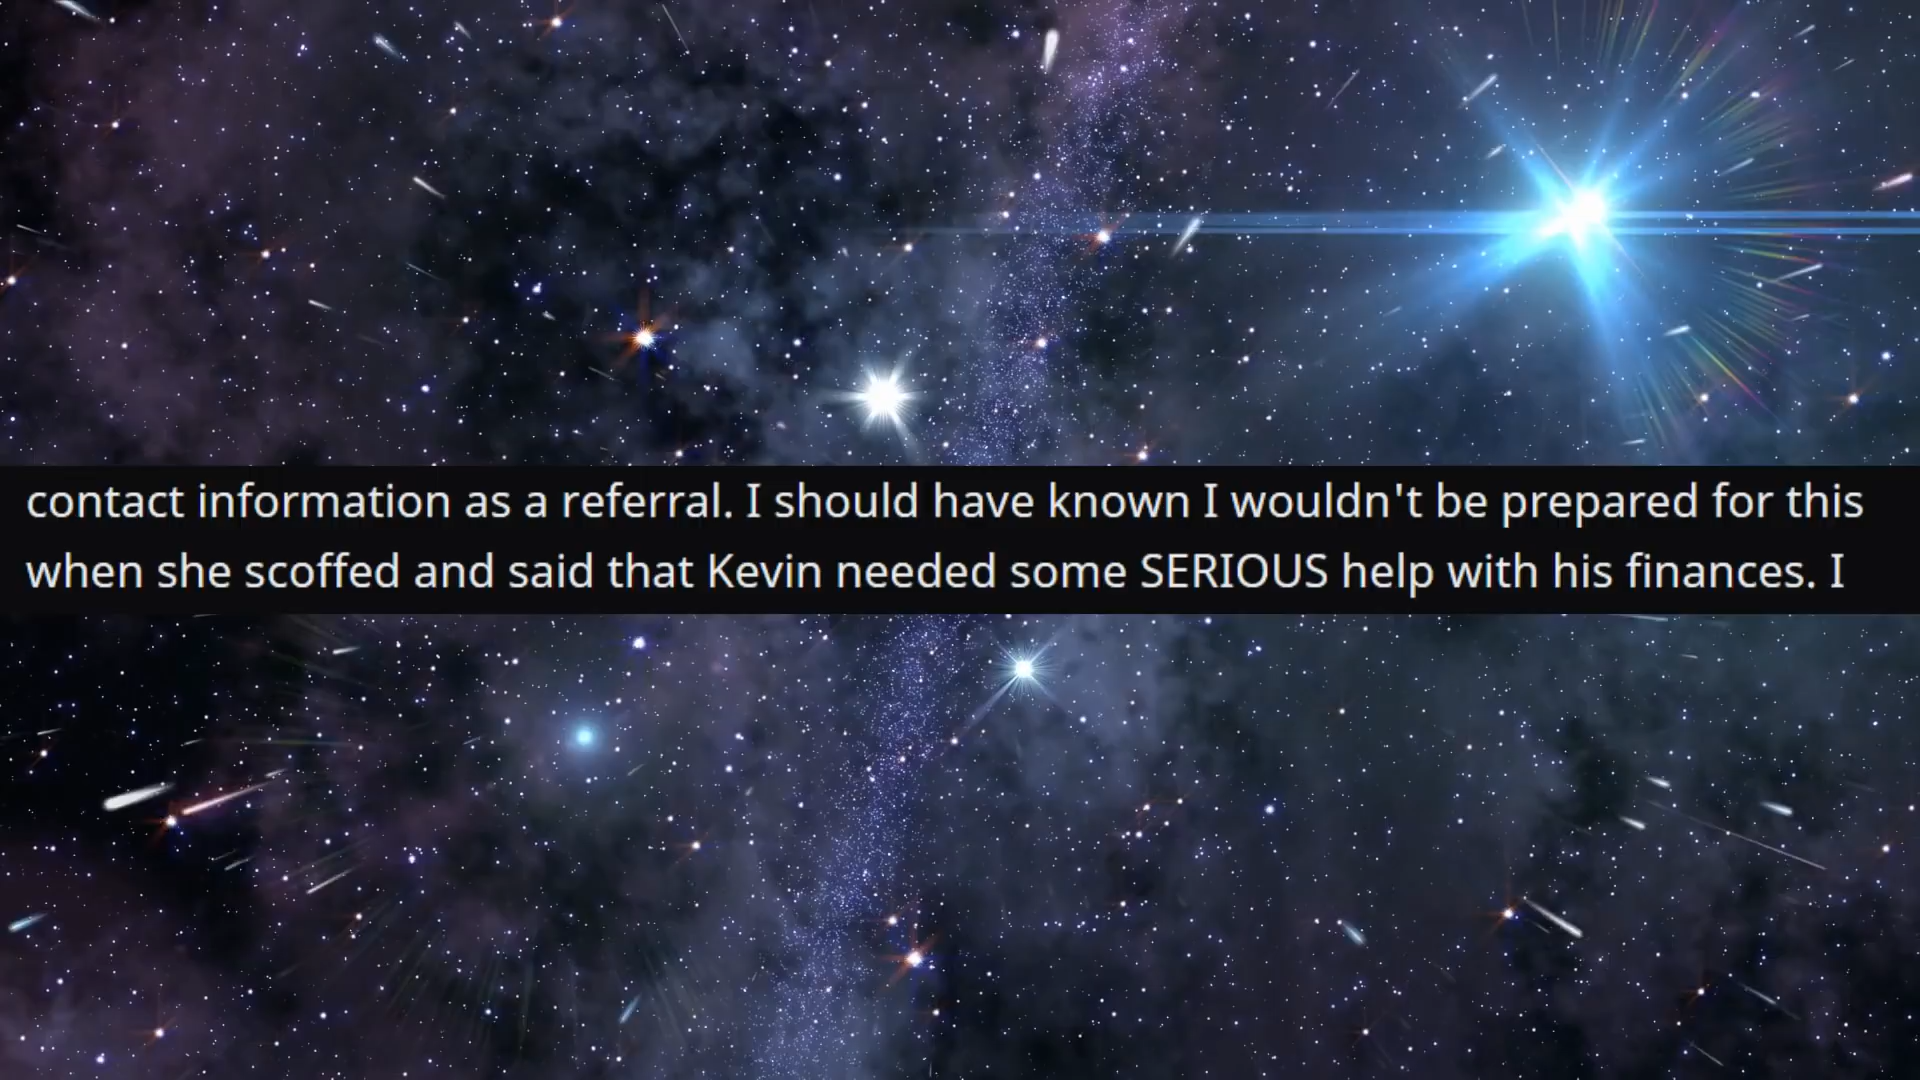 contact information as a referral. I should have known I wouldn't be prepared for this
when she scoffed and said that Kevin needed some SERIOUS help with his finances. I